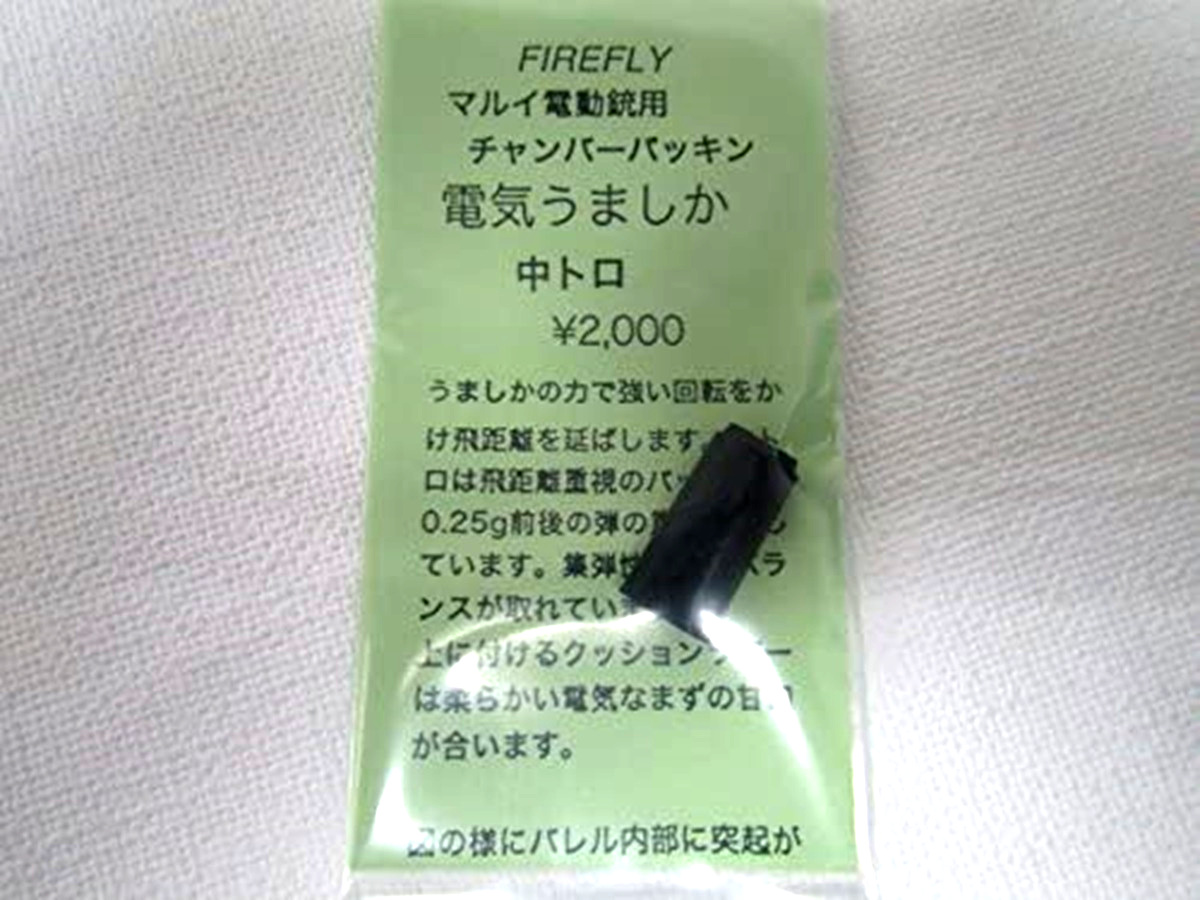 FIREFLY
マルイ電動銃用
チャンバーパッキン
電気うましか
中トロ
¥2,000
うましかの力で強い回転をか
け飛距離を延ばします。 ト
ロは飛距離重視のパッ
0.25g前後の弾の
ています。集弾性 バラ
ンスが取れてい
上に付けるクッション
は柔らかい電気なまずの甘口
が合います。
図の様にバレル内部に突起が